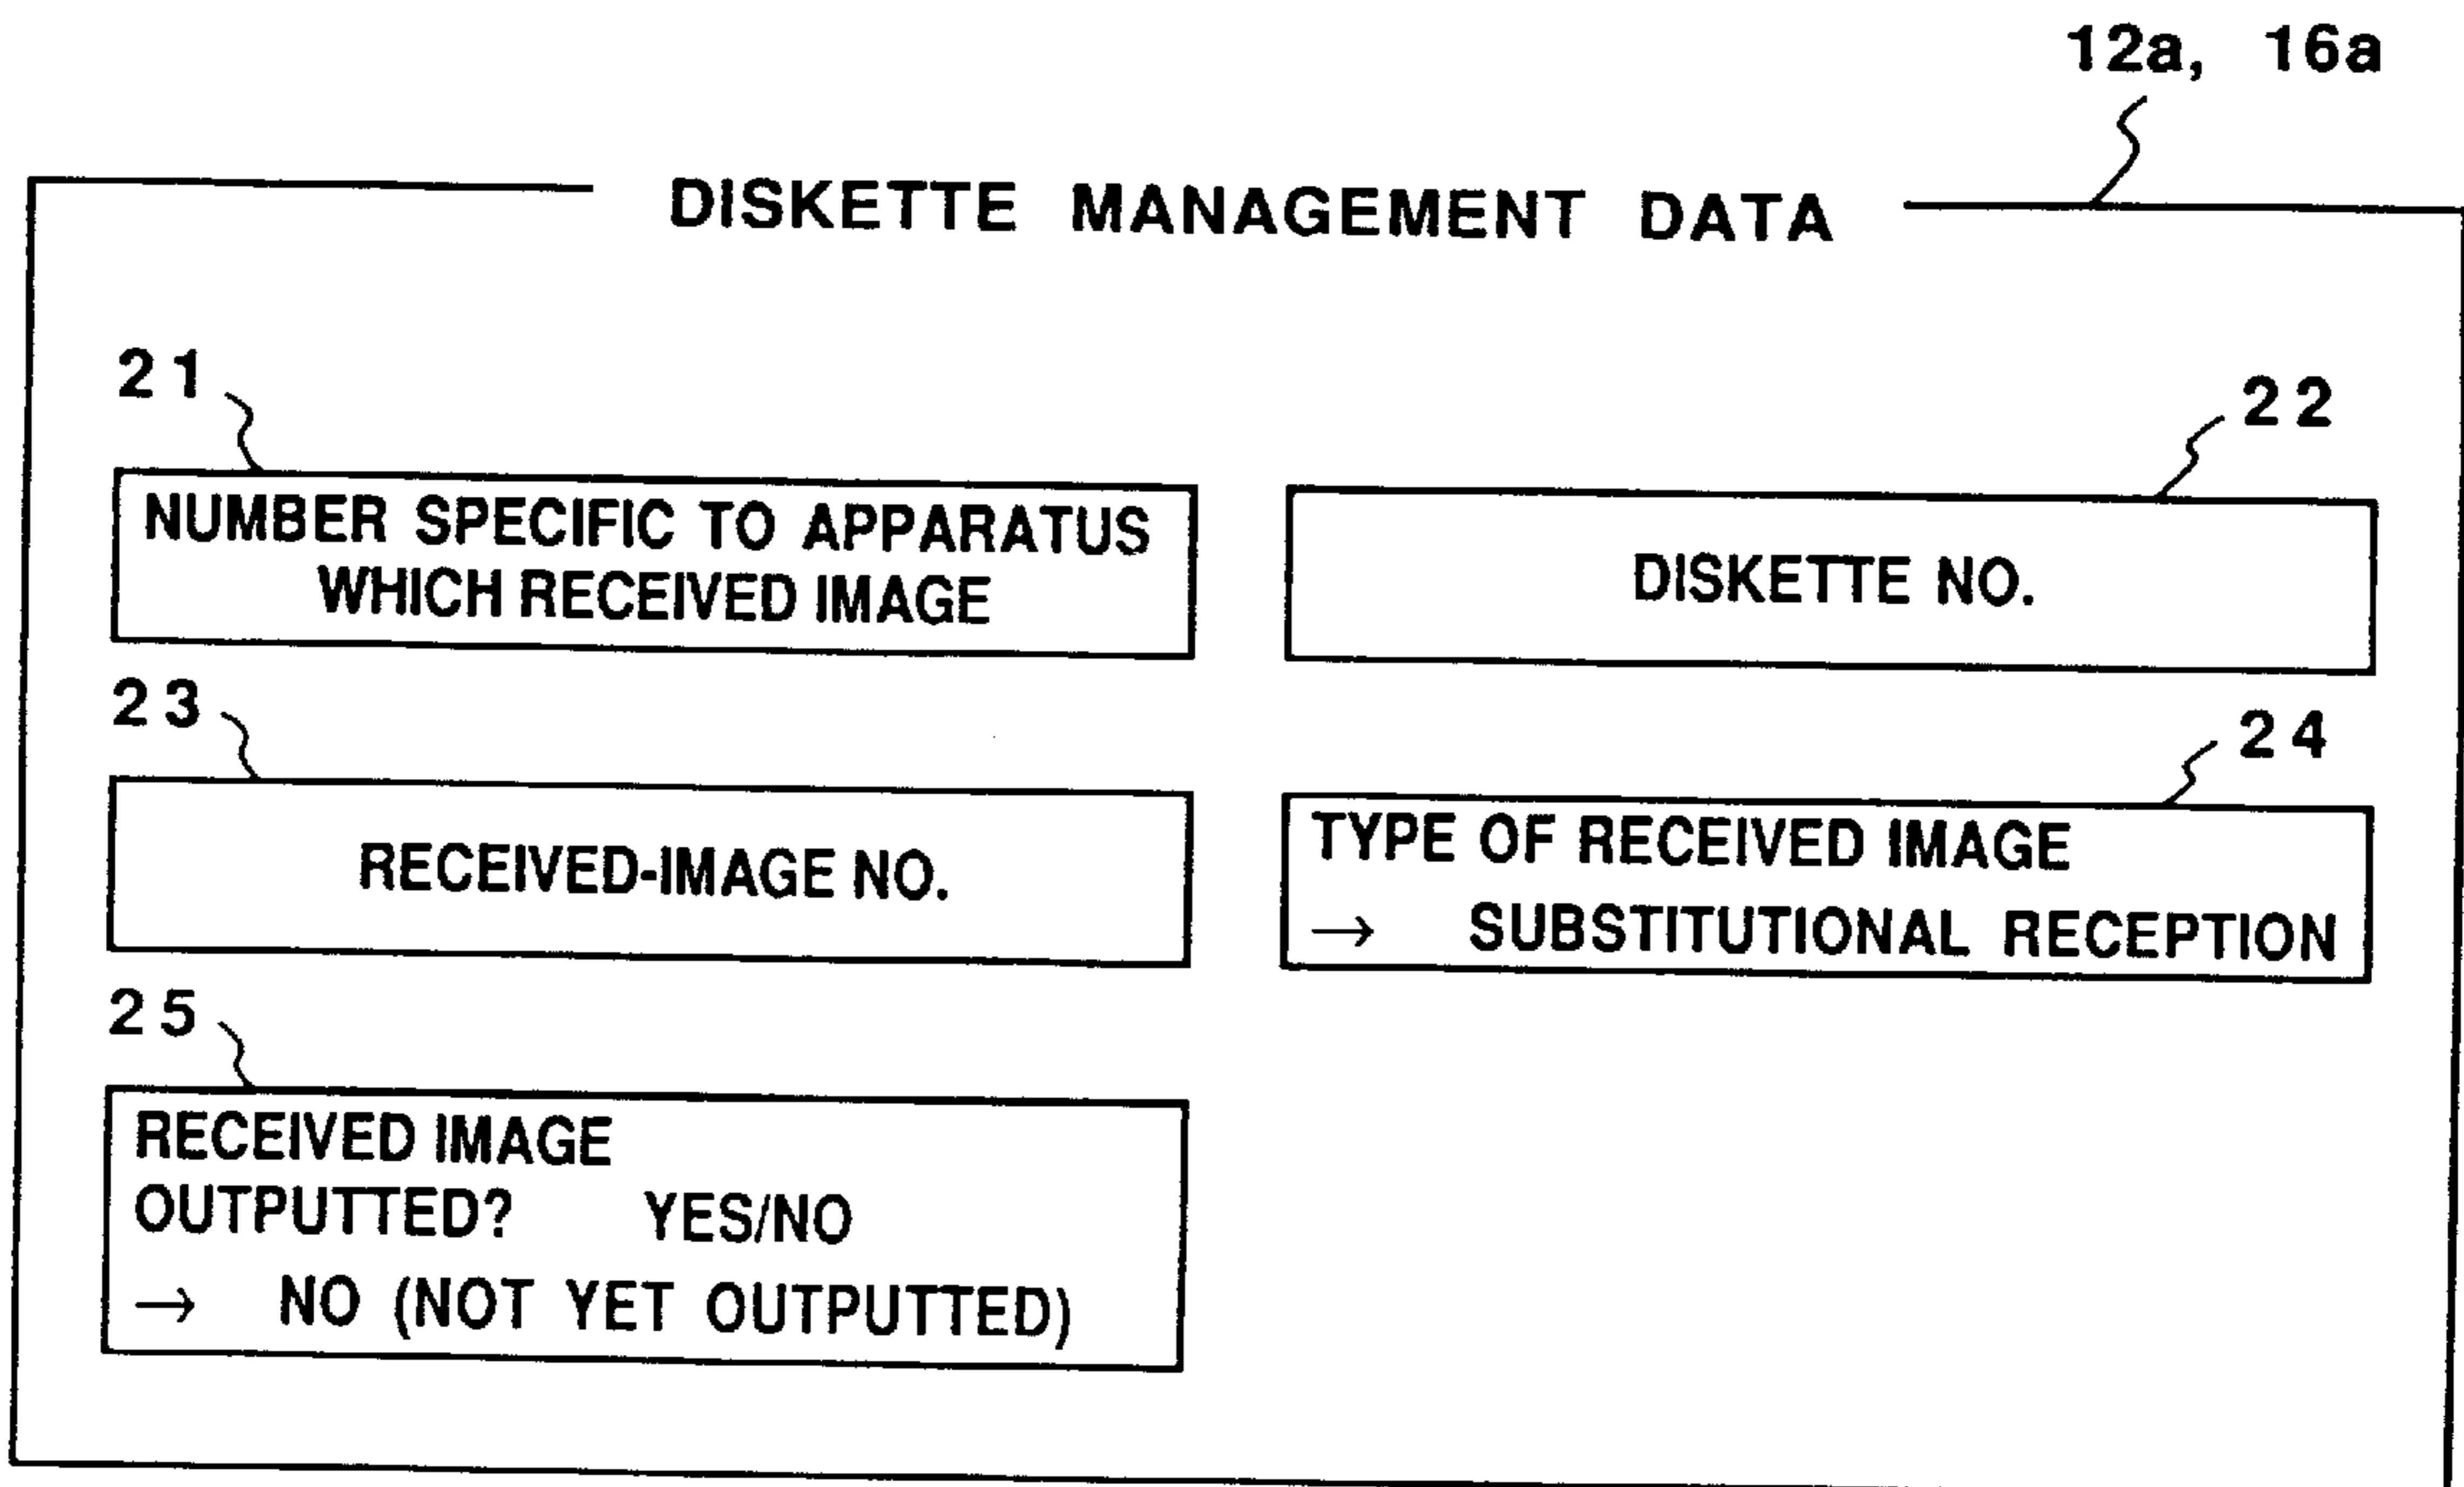 12a, 16a
DISKETTE MANAGEMENT DATA
21
22
NUMBER SPECIFIC TO APPARATUS
WHICH RECEIVED IMAGE
DISKETTE NO.
23
24
RECEIVED-IMAGE NO.
TYPE OF RECEIVED IMAGE
→ SUBSTITUTIONAL RECEPTION
25
RECEIVED IMAGE
OUTPUTTED? YES/NO
→ NO (NOT YET OUTPUTTED)